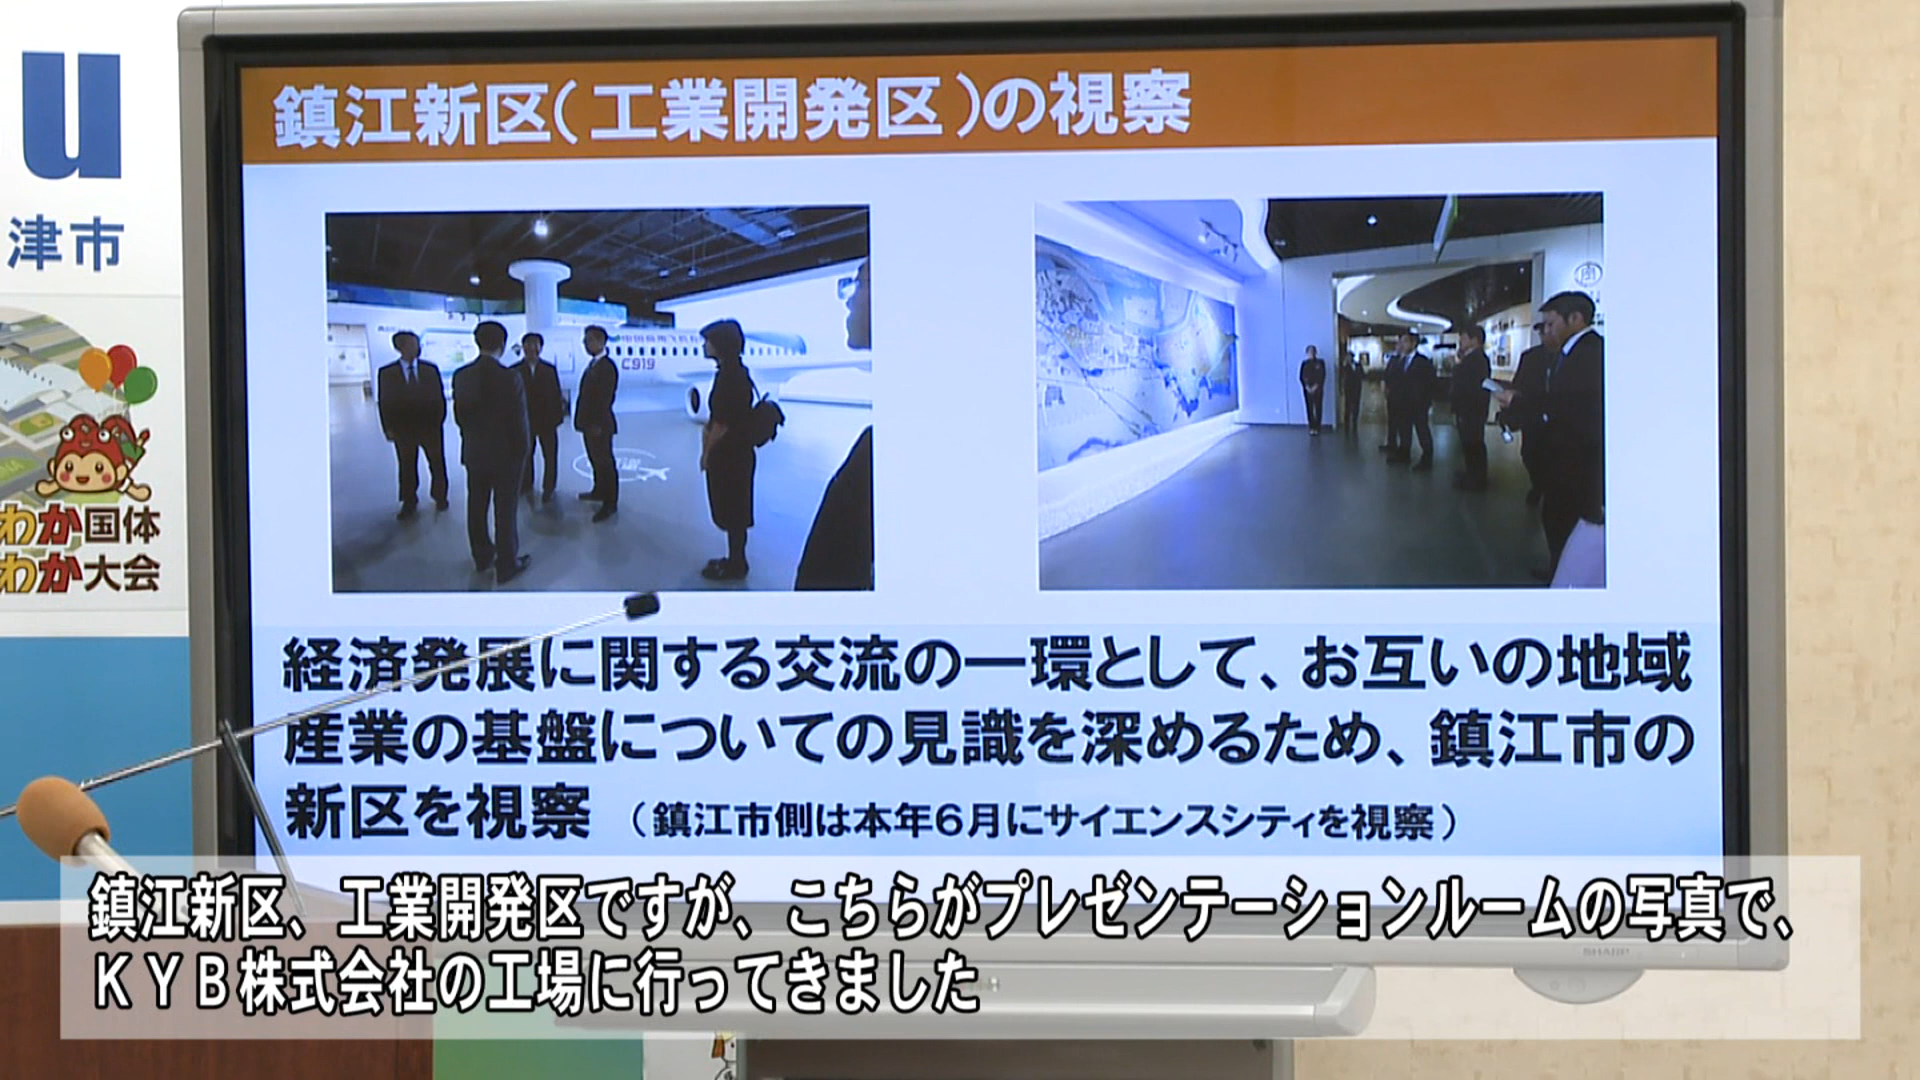 u
津市
わか国体
わか大会
鎮江新区(工業開発区)の視察
C919
経済発展に関する交流の一環として、お互いの地域
産業の基盤についての見識を深めるため、鎮江市の
新区を視察 (鎮江市側は本年6月にサイエンスシティを視察)
SHARP
鎮江新区、工業開発区ですが、こちらがプレゼンテーションルームの写真で、
ＫＹＢ株式会社の工場に行ってきました